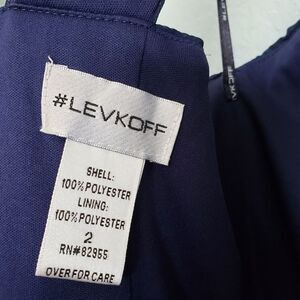 #LEVKOFF
SHELL:
100% POLYESTER
LINING:
100% POLYESTER
2
RN#82955
OVER FOR CARE